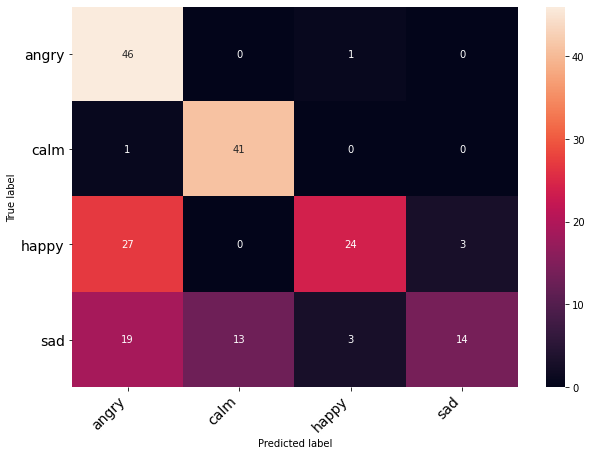 angry 46 0 1 0
calm 1 41 0 0
happy 27 0 24 3
sad 19 13 3 14
angry calm happy sad
True label
Predicted label
40
30
20
10
0